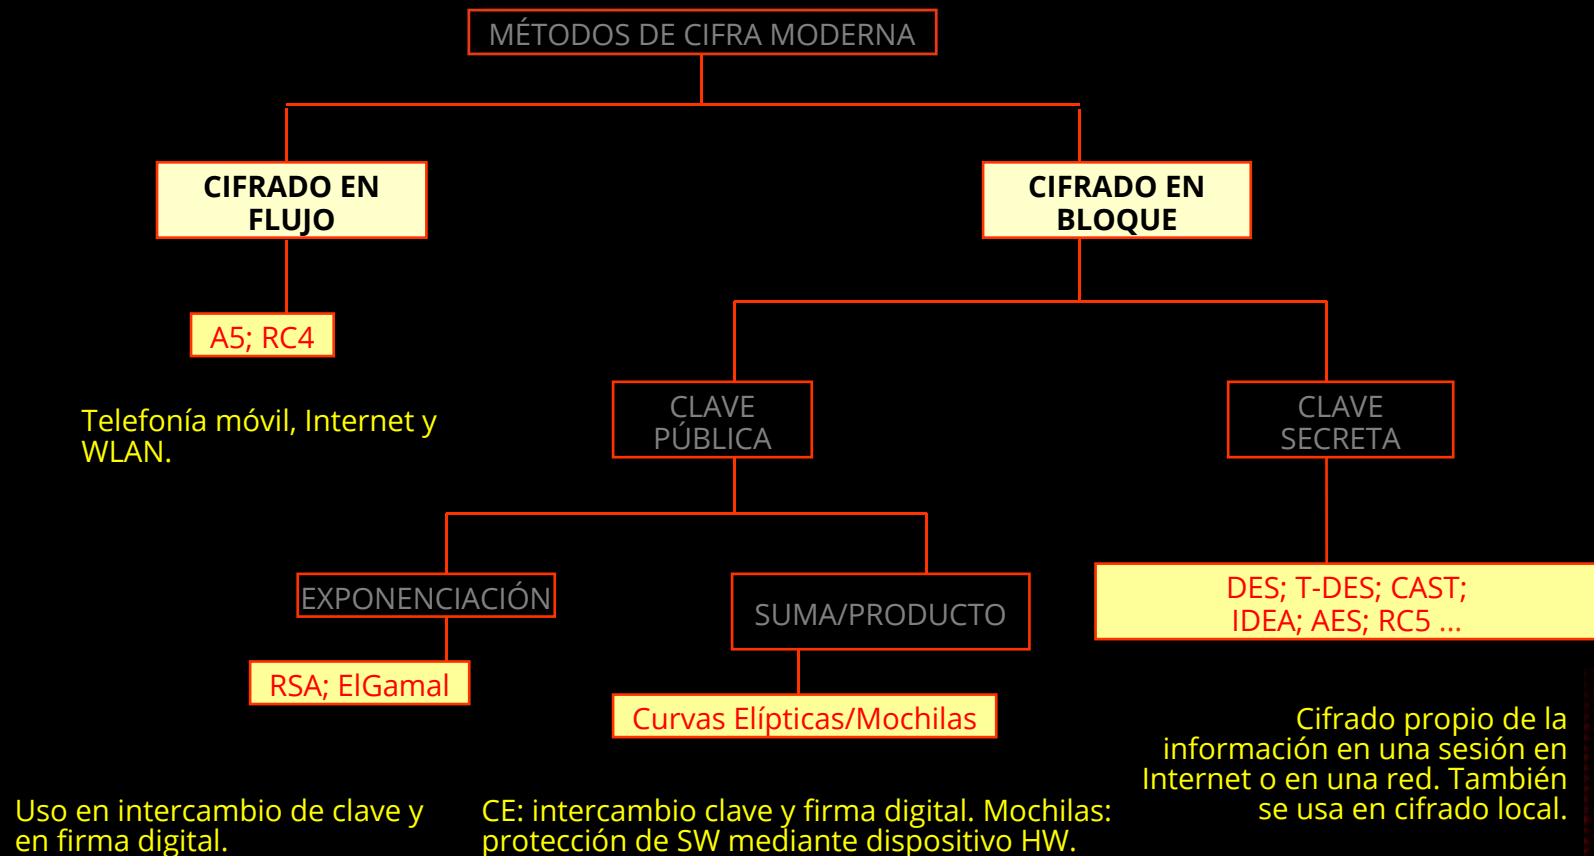 MÉTODOS DE CIFRA MODERNA
CIFRADO EN
FLUJO
CIFRADO EN
BLOQUE
A5; RC4
Telefonía móvil, Internet y
WLAN.
CLAVE
PÚBLICA
CLAVE
SECRETA
EXPONENCIACIÓN
SUMA/PRODUCTO
DES; T-DES; CAST;
IDEA; AES; RC5 ...
RSA; ElGamal
Curvas Elípticas/Mochilas
Cifrado propio de la
información en una sesión en
Internet o en una red. También
se usa en cifrado local.
Uso en intercambio de clave y
en firma digital.
CE: intercambio clave y firma digital. Mochilas:
protección de SW mediante dispositivo HW.